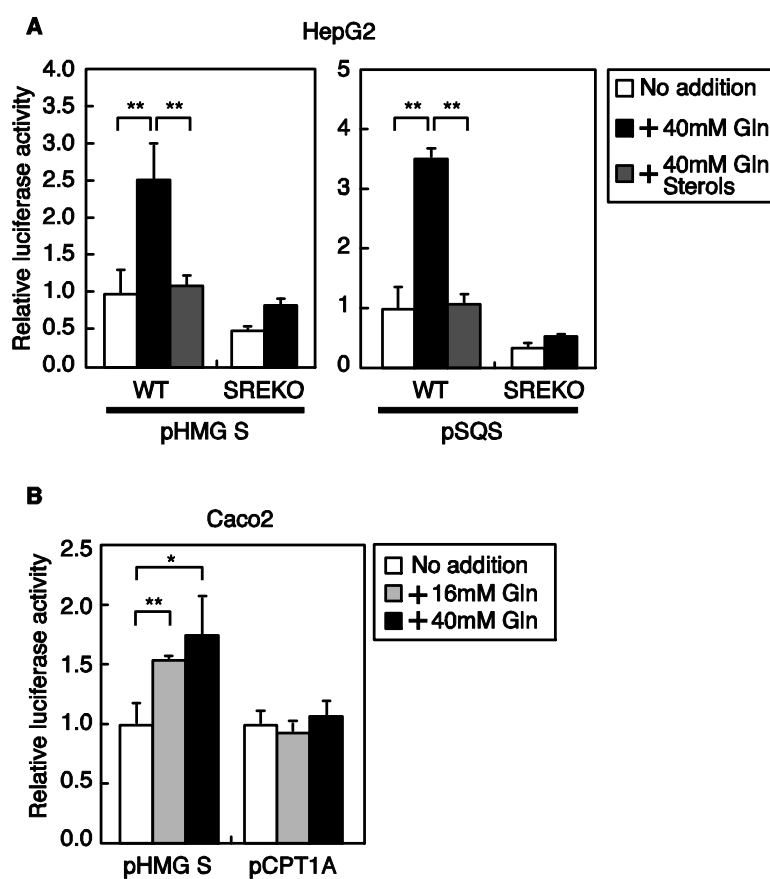 A
HepG2
Relative luciferase activity
4.0
3.5
3.0
2.5
2.0
1.5
1.0
0.5
0.0
** **
WT SREKO
pHMG S
5
4
3
2
1
0
** **
WT SREKO
pSQS
No addition
+ 40mM Gln
+ 40mM Gln
Sterols
B
Caco2
Relative luciferase activity
2.5
2.0
1.5
1.0
0.5
0.0
*
**
pHMG S pCPT1A
No addition
+ 16mM Gln
+ 40mM Gln